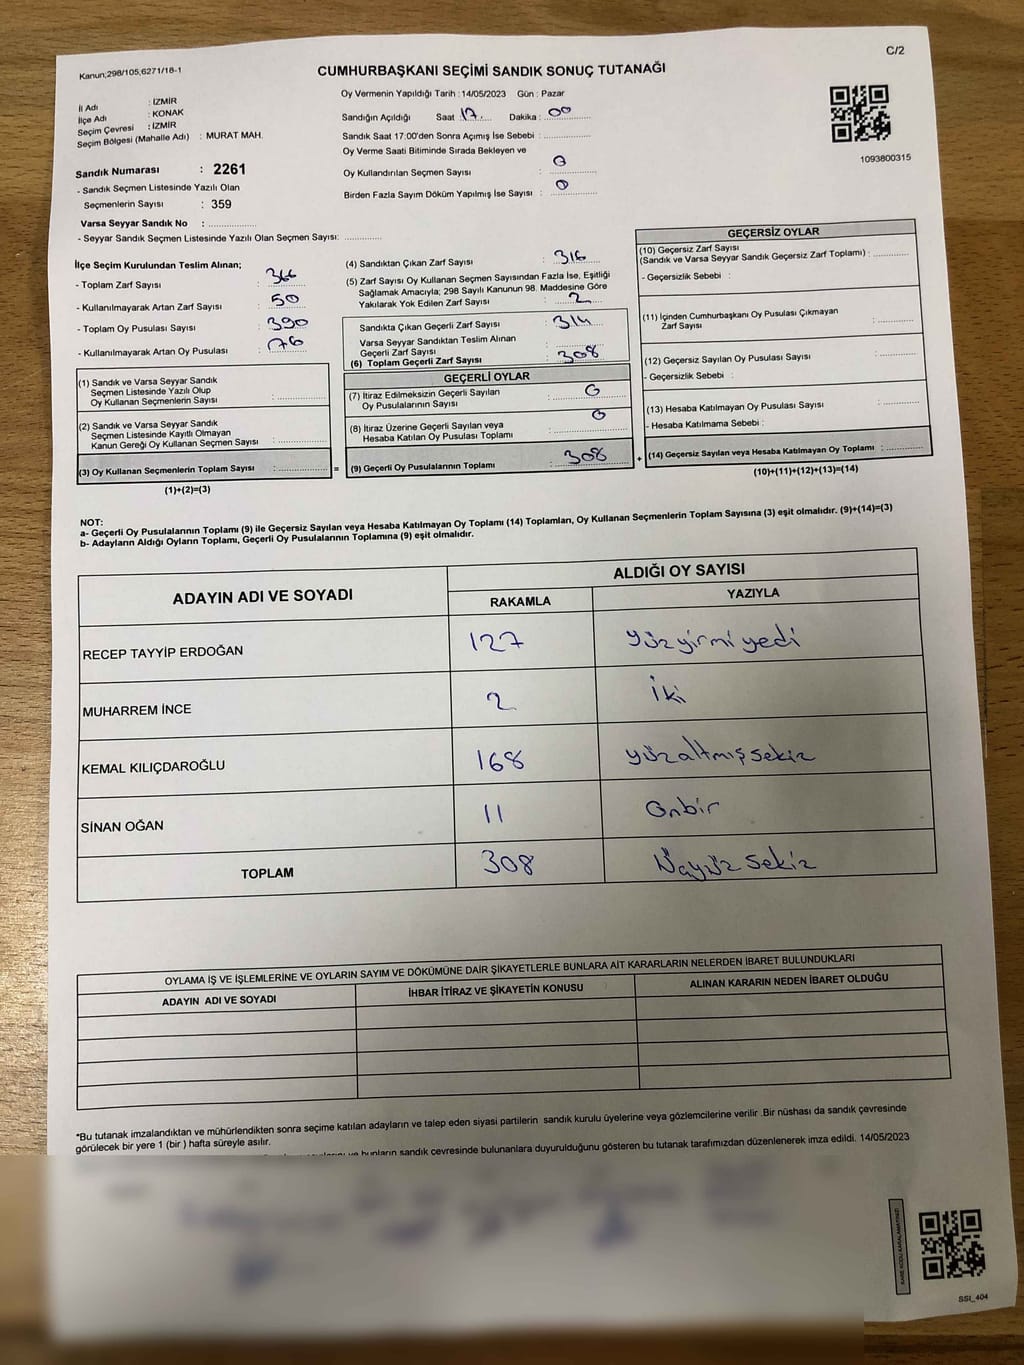 C/2
Kanun;298/105,6271/18-1
CUMHURBAŞKANI SEÇİMİ SANDIK SONUÇ TUTANAĞI
İl Adı : İZMİR
İlçe Adı : KONAK
Seçim Çevresi : İZMİR
Seçim Bölgesi (Mahalle Adı) : MURAT MAH.
Oy Vermenin Yapıldığı Tarih : 14/05/2023 Gün : Pazar
Sandığın Açıldığı Saat : 17 Dakika : 00
Sandık Saat 17:00'den Sonra Açımış İse Sebebi :
Oy Verme Saati Bitiminde Sırada Bekleyen ve
Oy Kullandırılan Seçmen Sayısı : 0
Birden Fazla Sayım Döküm Yapılmış İse Sayısı : 0
1093800315
Sandık Numarası : 2261
- Sandık Seçmen Listesinde Yazılı Olan
Seçmenlerin Sayısı : 359
Varsa Seyyar Sandık No :
- Seyyar Sandık Seçmen Listesinde Yazılı Olan Seçmen Sayısı:
İlçe Seçim Kurulundan Teslim Alınan;
- Toplam Zarf Sayısı : 366
- Kullanılmayarak Artan Zarf Sayısı : 50
- Toplam Oy Pusulası Sayısı : 390
- Kullanılmayarak Artan Oy Pusulası : 76
(1) Sandık ve Varsa Seyyar Sandık
Seçmen Listesinde Yazılı Olup
Oy Kullanan Seçmenlerin Sayısı :
(2) Sandık ve Varsa Seyyar Sandık
Seçmen Listesinde Kayıtlı Olmayan
Kanun Gereği Oy Kullanan Seçmen Sayısı :
(3) Oy Kullanan Seçmenlerin Toplam Sayısı :
(1)+(2)=(3)
=
(4) Sandıktan Çıkan Zarf Sayısı : 316
(5) Zarf Sayısı Oy Kullanan Seçmen Sayısından Fazla İse, Eşitliği
Sağlamak Amacıyla; 298 Sayılı Kanunun 98. Maddesine Göre
Yakılarak Yok Edilen Zarf Sayısı : 2
Sandıkta Çıkan Geçerli Zarf Sayısı : 314
Varsa Seyyar Sandıktan Teslim Alınan
Geçerli Zarf Sayısı :
(6) Toplam Geçerli Zarf Sayısı : 308
GEÇERLİ OYLAR
(7) İtiraz Edilmeksizin Geçerli Sayılan
Oy Pusulalarının Sayısı : 0
(8) İtiraz Üzerine Geçerli Sayılan veya
Hesaba Katılan Oy Pusulası Toplamı : 0
(9) Geçerli Oy Pusulalarının Toplamı : 308
+
GEÇERSİZ OYLAR
(10) Geçersiz Zarf Sayısı
(Sandık ve Varsa Seyyar Sandık Geçersiz Zarf Toplamı) :
- Geçersizlik Sebebi :
(11) İçinden Cumhurbaşkanı Oy Pusulası Çıkmayan
Zarf Sayısı :
(12) Geçersiz Sayılan Oy Pusulası Sayısı :
- Geçersizlik Sebebi :
(13) Hesaba Katılmayan Oy Pusulası Sayısı :
- Hesaba Katılmama Sebebi :
(14) Geçersiz Sayılan veya Hesaba Katılmayan Oy Toplamı :
(10)+(11)+(12)+(13)=(14)
NOT:
a- Geçerli Oy Pusulalarının Toplamı (9) ile Geçersiz Sayılan veya Hesaba Katılmayan Oy Toplamı (14) Toplamları, Oy Kullanan Seçmenlerin Toplam Sayısına (3) eşit olmalıdır. (9)+(14)=(3)
b- Adayların Aldığı Oyların Toplamı, Geçerli Oy Pusulalarının Toplamına (9) eşit olmalıdır.
ADAYIN ADI VE SOYADI
ALDIĞI OY SAYISI
RAKAMLA YAZIYLA
RECEP TAYYİP ERDOĞAN 127 yüzyirmiyedi
MUHARREM İNCE 2 iki
KEMAL KILIÇDAROĞLU 168 yüzaltmışsekiz
SİNAN OĞAN 11 Onbir
TOPLAM 308 Üçyüz Sekiz
OYLAMA İŞ VE İŞLEMLERİNE VE OYLARIN SAYIM VE DÖKÜMÜNE DAİR ŞİKAYETLERLE BUNLARA AİT KARARLARIN NELERDEN İBARET BULUNDUKLARI
ADAYIN ADI VE SOYADI İHBAR İTİRAZ VE ŞİKAYETİN KONUSU ALINAN KARARIN NEDEN İBARET OLDUĞU
*Bu tutanak imzalandıktan ve mühürlendikten sonra seçime katılan adayların ve talep eden siyasi partilerin sandık kurulu üyelerine veya gözlemcilerine verilir .Bir nüshası da sandık çevresinde
görülecek bir yere 1 (bir ) hafta süreyle asılır.
ve bunların sandık çevresinde bulunanlara duyurulduğunu gösteren bu tutanak tarafımızdan düzenlenerek imza edildi. 14/05/2023
KARE KODU KARALAMAYINIZ!
SSI_404